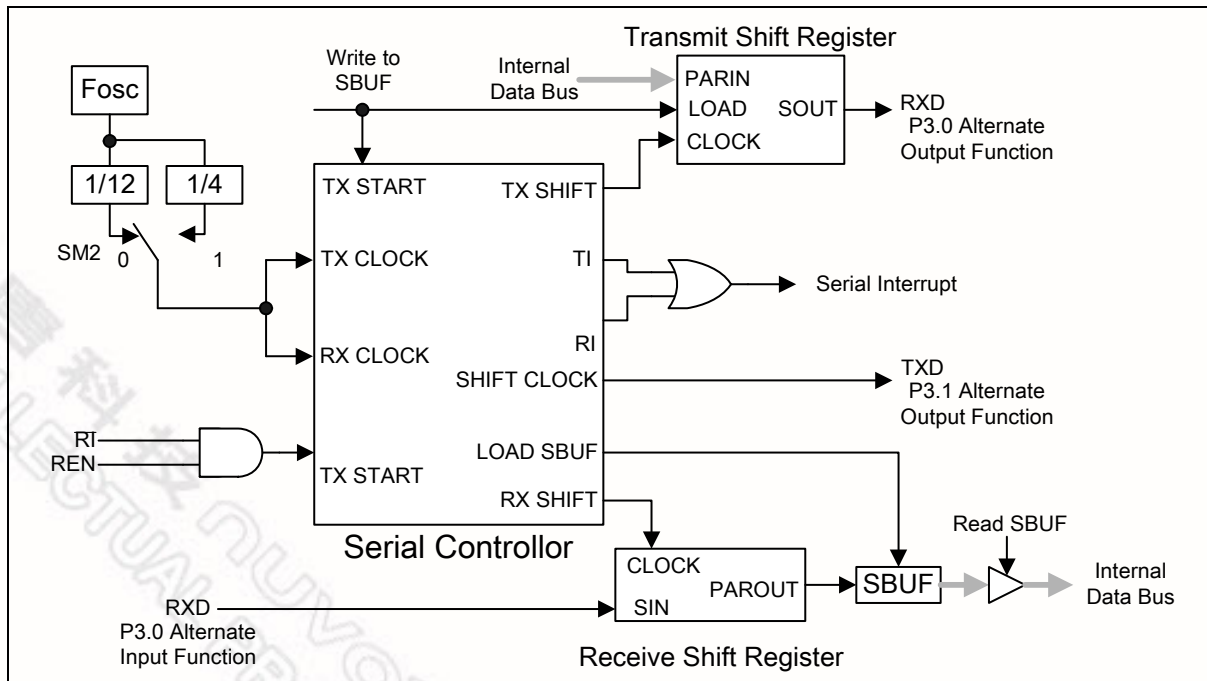 Transmit Shift Register
Write to
SBUF
Internal
Data Bus
Fosc
PARIN
LOAD
SOUT
CLOCK
RXD
P3.0 Alternate
Output Function
1/12
1/4
TX START
TX SHIFT
SM2
0
1
TX CLOCK
TI
Serial Interrupt
RX CLOCK
RI
SHIFT CLOCK
TXD
P3.1 Alternate
Output Function
RI
REN
TX START
LOAD SBUF
RX SHIFT
Serial Controllor
Read SBUF
CLOCK
PAROUT
SIN
SBUF
Internal
Data Bus
RXD
P3.0 Alternate
Input Function
Receive Shift Register